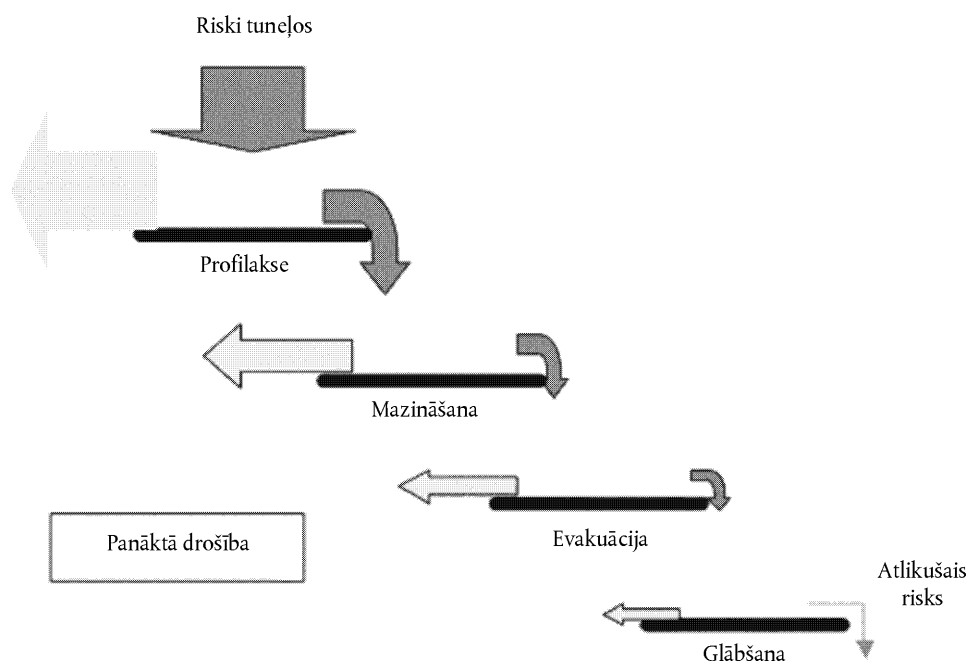 Riski tuneļos
Profilakse
Mazināšana
Evakuācija
Panāktā drošība
Atlikušais
risks
Glābšana